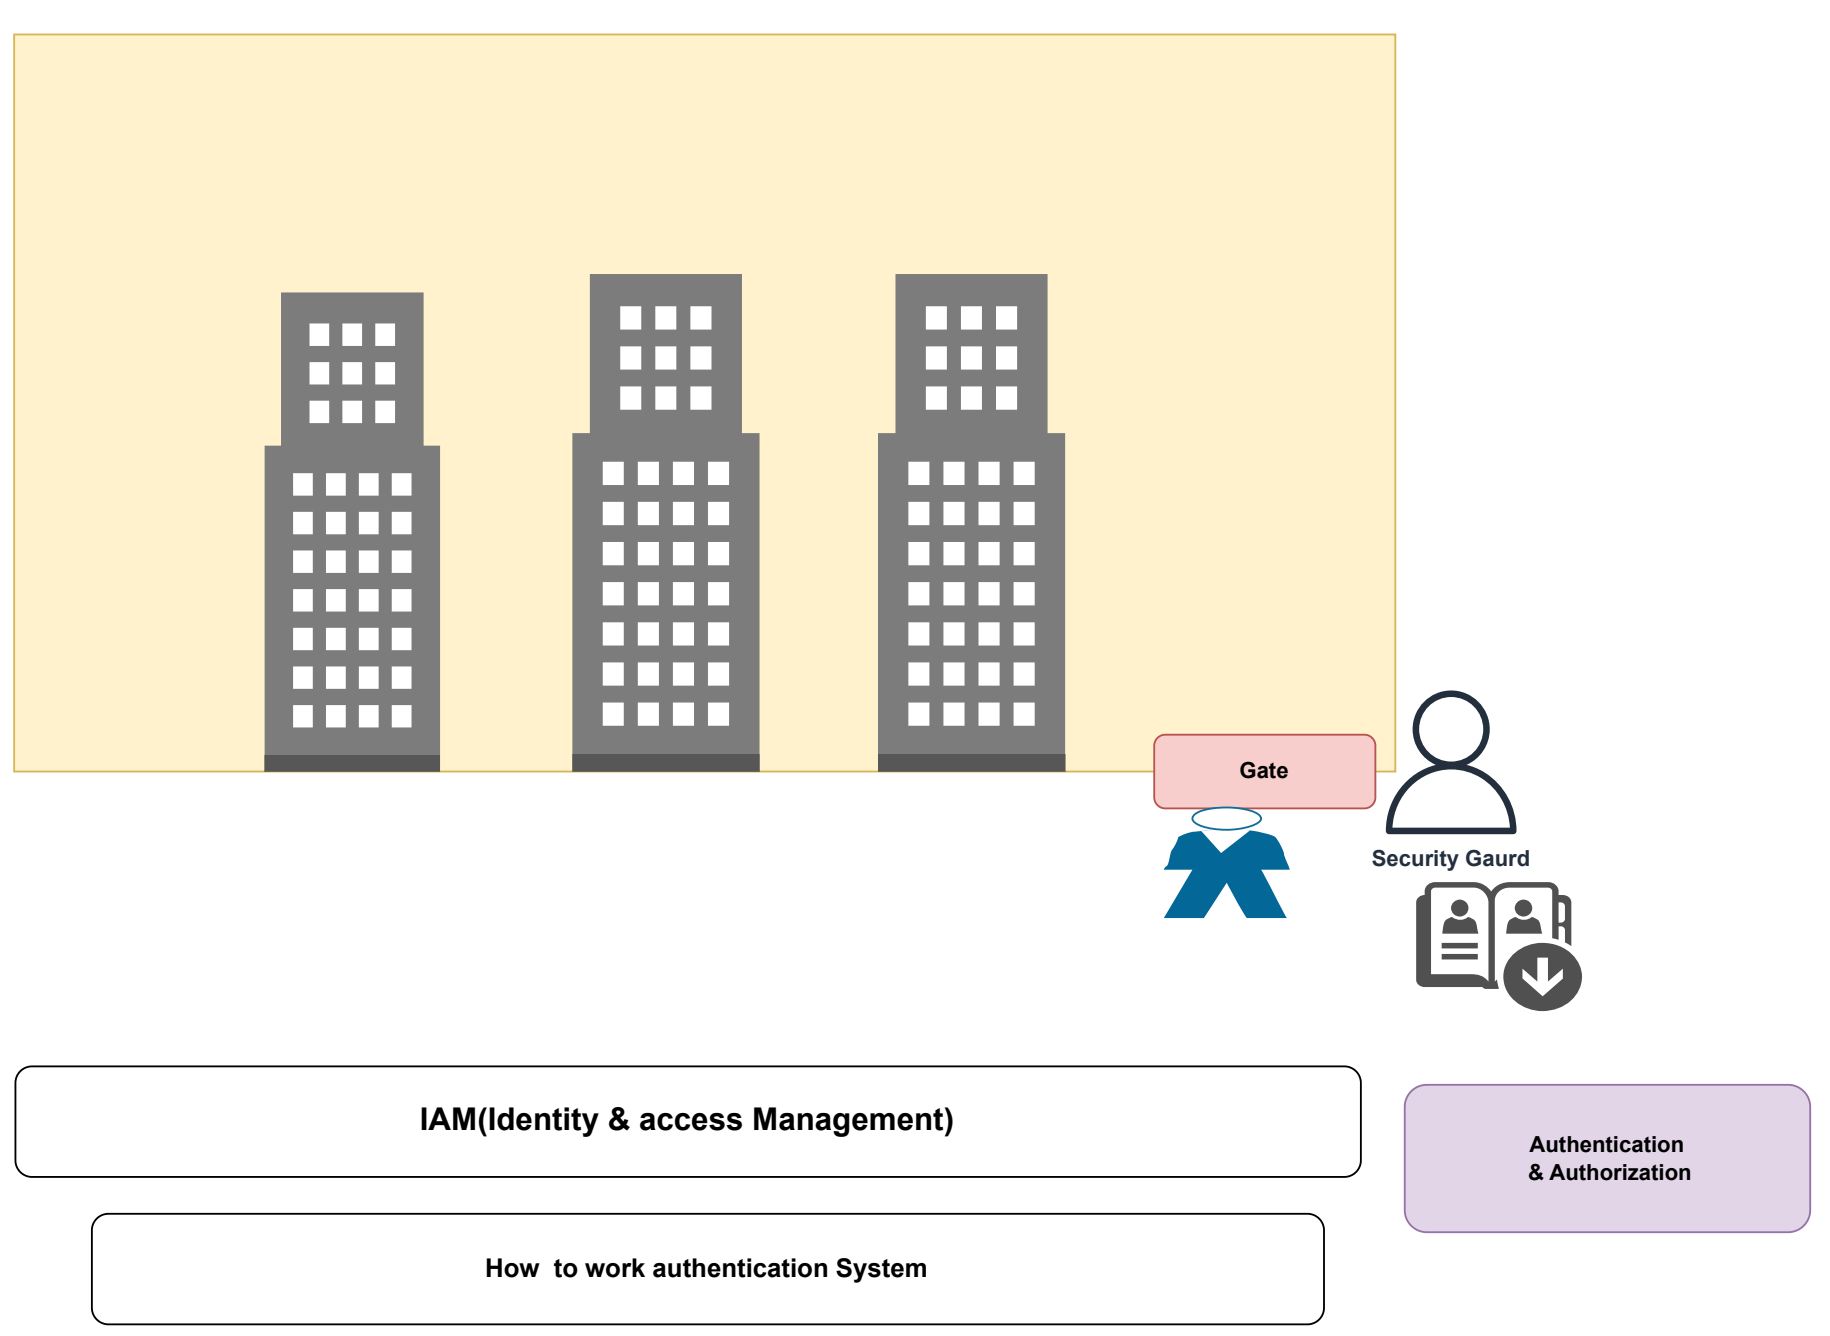 Gate
Security Gaurd
IAM(Identity & access Management)
Authentication
& Authorization
How  to work authentication System